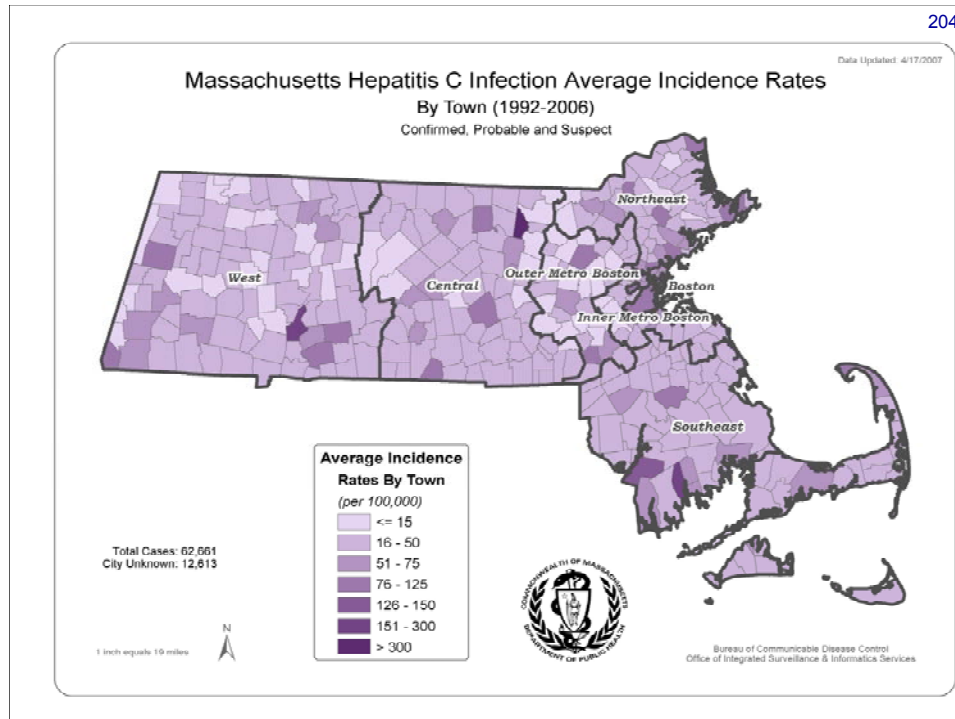 204
Data Updated: 4/17/2007
Massachusetts Hepatitis C Infection Average Incidence Rates
By Town (1992-2006)
Confirmed, Probable and Suspect
Northeast
Outer Metro Boston
Boston
West
Central
Inner Metro Boston
Southeast
Average Incidence
Rates By Town
(per 100,000)
<= 15
16 - 50
51 - 75
76 - 125
126 - 150
151 - 300
> 300
Total Cases: 62,661
City Unknown: 12,613
N
1 inch equals 19 miles
COMMONWEALTH OF MASSACHUSETTS
DEPARTMENT OF PUBLIC HEALTH
Bureau of Communicable Disease Control
Office of Integrated Surveillance & Informatics Services